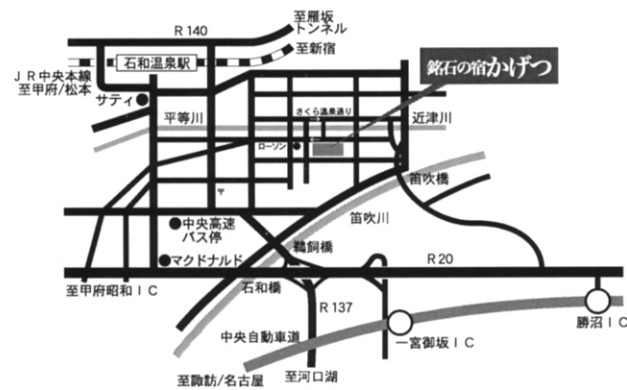 至雁坂
トンネル
R 140
至新宿
石和温泉駅
JR中央本線
至甲府/松本
サティ
銘石の宿かげつ
平等川
さくら温泉通り
近津川
ローソン
〒
笛吹橋
笛吹川
中央高速
バス停
鵜飼橋
マクドナルド
R 20
至甲府昭和IC
石和橋
R 137
中央自動車道
一宮御坂IC
勝沼IC
至諏訪/名古屋
至河口湖